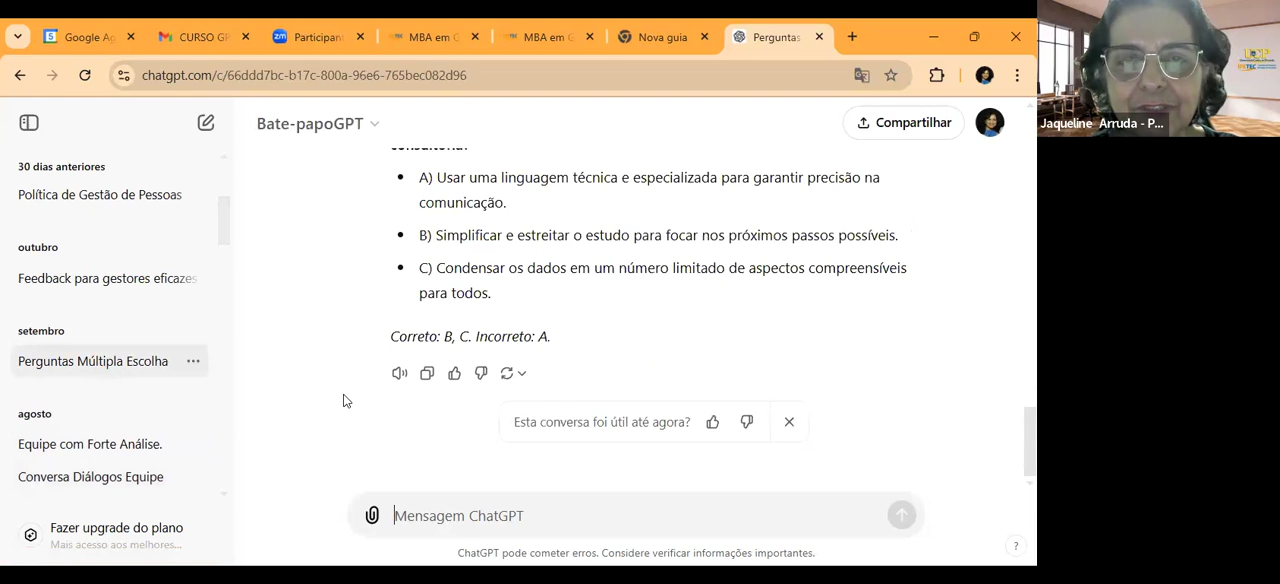 Google Ag
CURSO GP
Participant
MBA em G
MBA em G
Nova guia
Perguntas
chatgpt.com/c/66ddd7bc-b17c-800a-96e6-765bec082d96
Jaqueline Arruda - P...
Bate-papoGPT
Compartilhar
30 dias anteriores
Política de Gestão de Pessoas
outubro
Feedback para gestores eficazes
setembro
Perguntas Múltipla Escolha
agosto
Equipe com Forte Análise.
Conversa Diálogos Equipe
Fazer upgrade do plano
Mais acesso aos melhores...
A) Usar uma linguagem técnica e especializada para garantir precisão na
comunicação.
B) Simplificar e estreitar o estudo para focar nos próximos passos possíveis.
C) Condensar os dados em um número limitado de aspectos compreensíveis
para todos.
Correto: B, C. Incorreto: A.
Esta conversa foi útil até agora?
Mensagem ChatGPT
ChatGPT pode cometer erros. Considere verificar informações importantes.
?